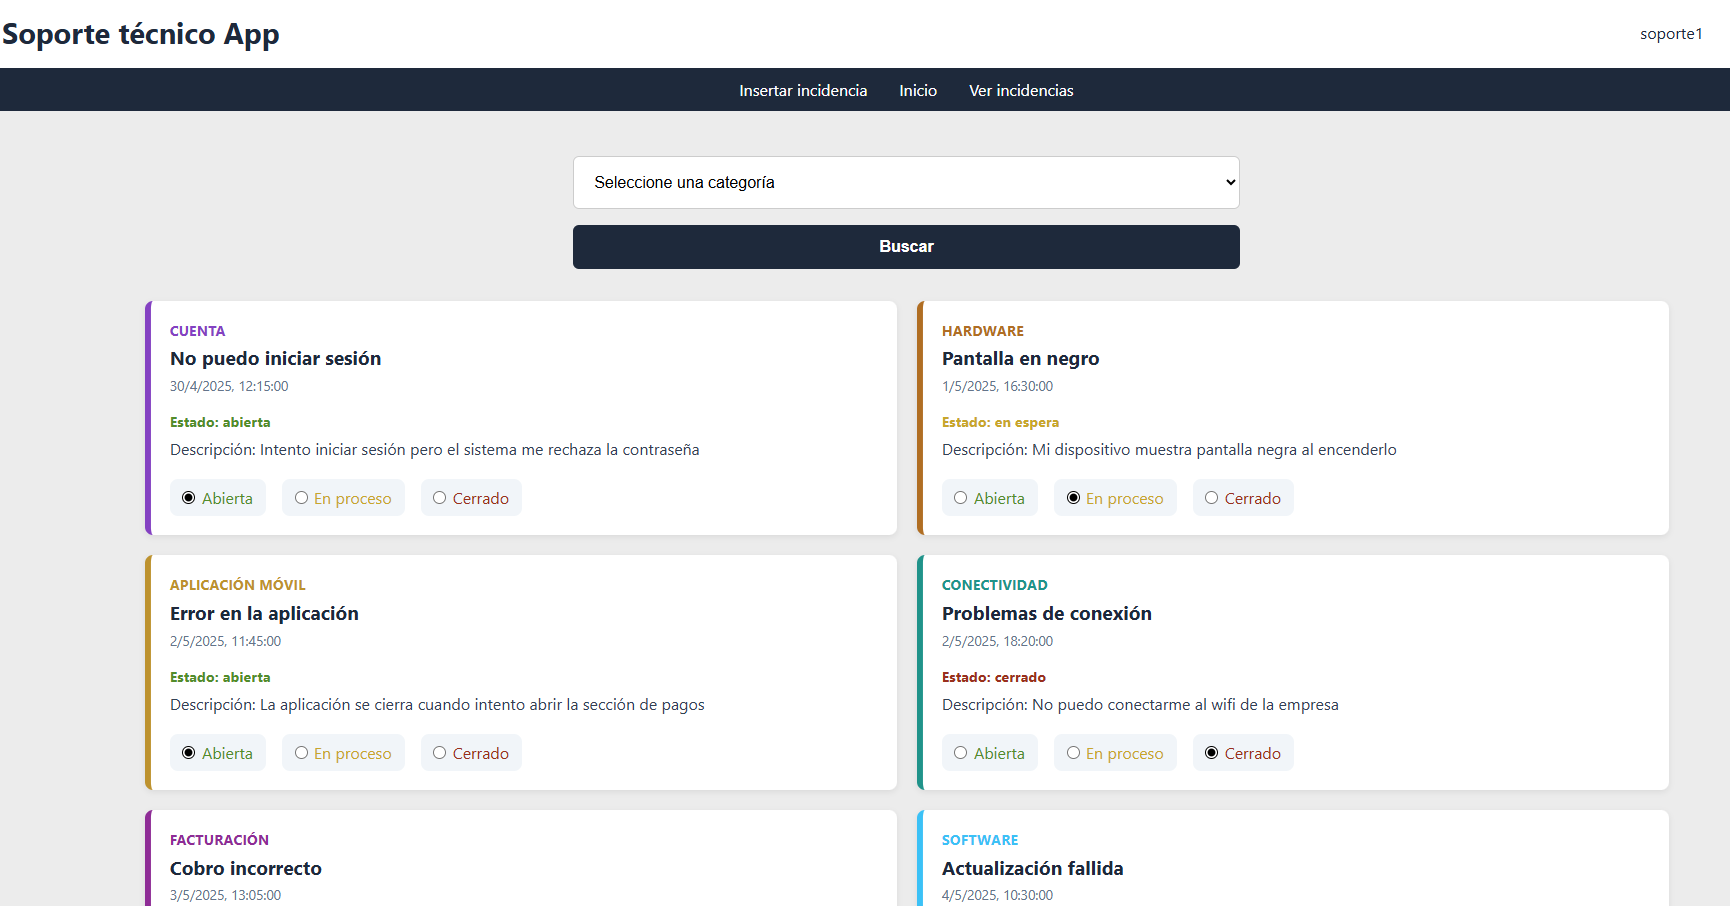 Soporte técnico App
soporte1
Insertar incidencia Inicio Ver incidencias
Seleccione una categoría
Buscar
CUENTA
No puedo iniciar sesión
30/4/2025, 12:15:00
Estado: abierta
Descripción: Intento iniciar sesión pero el sistema me rechaza la contraseña
Abierta En proceso Cerrado
HARDWARE
Pantalla en negro
1/5/2025, 16:30:00
Estado: en espera
Descripción: Mi dispositivo muestra pantalla negra al encenderlo
Abierta En proceso Cerrado
APLICACIÓN MÓVIL
Error en la aplicación
2/5/2025, 11:45:00
Estado: abierta
Descripción: La aplicación se cierra cuando intento abrir la sección de pagos
Abierta En proceso Cerrado
CONECTIVIDAD
Problemas de conexión
2/5/2025, 18:20:00
Estado: cerrado
Descripción: No puedo conectarme al wifi de la empresa
Abierta En proceso Cerrado
FACTURACIÓN
Cobro incorrecto
3/5/2025, 13:05:00
SOFTWARE
Actualización fallida
4/5/2025, 10:30:00